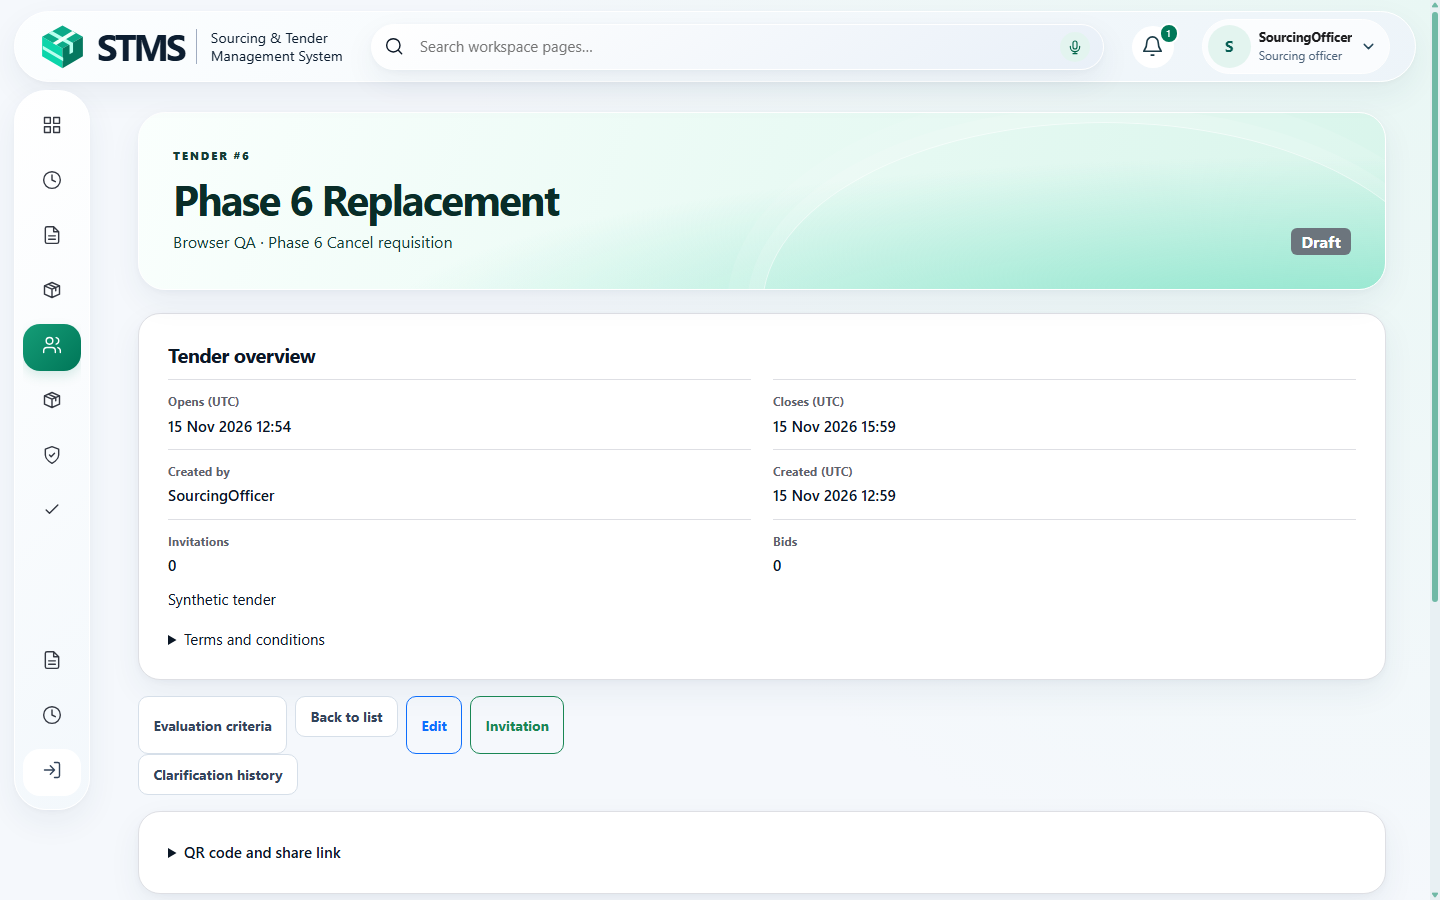 STMS
Sourcing & Tender
Management System
Search workspace pages...
1
S
SourcingOfficer
Sourcing officer
TENDER #6
Phase 6 Replacement
Browser QA · Phase 6 Cancel requisition
Draft
Tender overview
Opens (UTC)
15 Nov 2026 12:54
Closes (UTC)
15 Nov 2026 15:59
Created by
SourcingOfficer
Created (UTC)
15 Nov 2026 12:59
Invitations
0
Bids
0
Synthetic tender
Terms and conditions
Evaluation criteria
Back to list
Edit
Invitation
Clarification history
QR code and share link